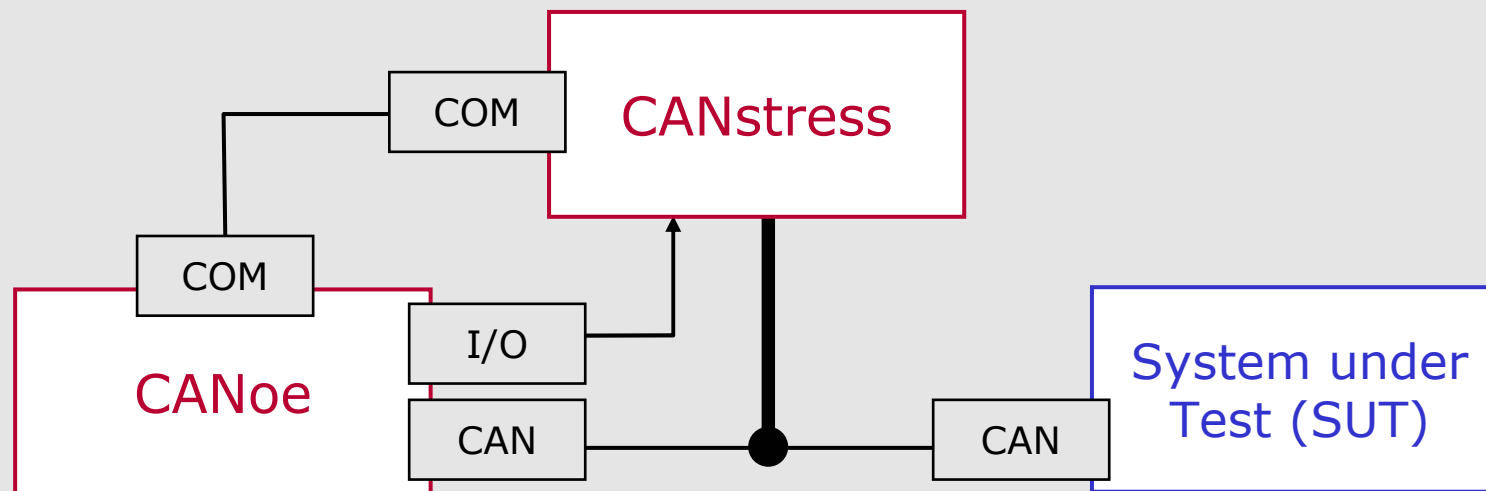 COM
CANstress
COM
I/O
CANoe
CAN
CAN
System under
Test (SUT)